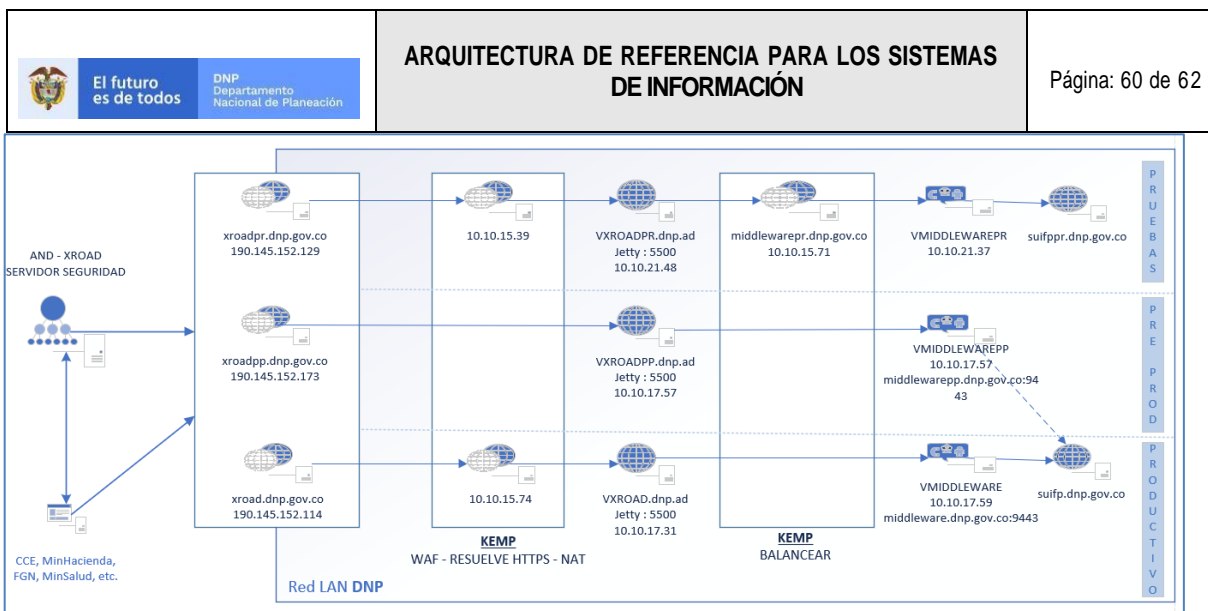 El futuro
es de todos
DNP
Departamento
Nacional de Planeación
ARQUITECTURA DE REFERENCIA PARA LOS SISTEMAS
DE INFORMACIÓN
Página: 60 de 62
AND - XROAD
SERVIDOR SEGURIDAD
CCE, MinHacienda,
FGN, MinSalud, etc.
xroadpr.dnp.gov.co
190.145.152.129
10.10.15.39
VXROADPR.dnp.ad
Jetty : 5500
10.10.21.48
middlewarepr.dnp.gov.co
10.10.15.71
VMIDDLEWAREPR
10.10.21.37
suifppr.dnp.gov.co
PRUEBAS
xroadpp.dnp.gov.co
190.145.152.173
VXROADPP.dnp.ad
Jetty : 5500
10.10.17.57
VMIDDLEWAREPP
10.10.17.57
middlewarepp.dnp.gov.co:94
43
PRE PROD
xroad.dnp.gov.co
190.145.152.114
10.10.15.74
VXROAD.dnp.ad
Jetty : 5500
10.10.17.31
VMIDDLEWARE
10.10.17.59
middleware.dnp.gov.co:9443
suifp.dnp.gov.co
PRODUCTIVO
KEMP
WAF - RESUELVE HTTPS - NAT
KEMP
BALANCEAR
Red LAN DNP